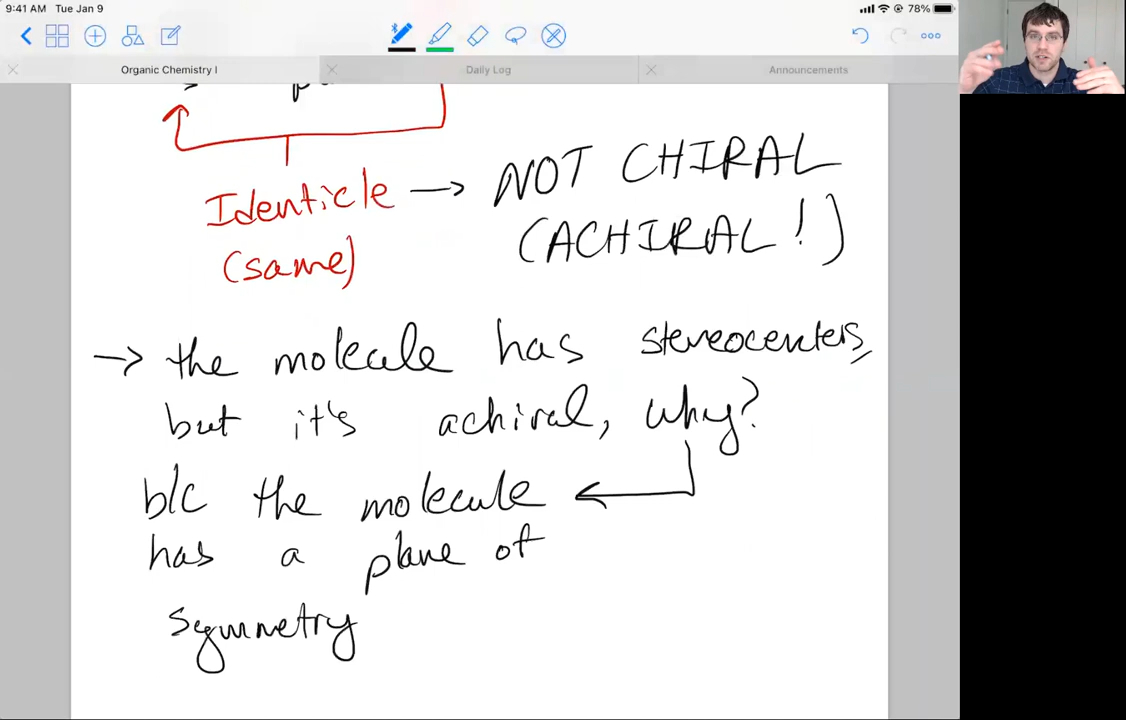 9:41 AM Tue Jan 9
78%
Organic Chemistry I
Daily Log
Announcements
Identicle → NOT CHIRAL
(same) (ACHIRAL!)
→ the molecule has stereocenters,
but it's achiral, why?
b/c the molecule
has a plane of
symmetry